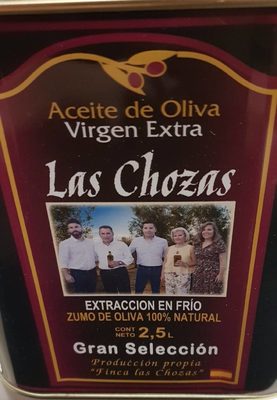 Aceite de Oliva
Virgen Extra
Las Chozas
EXTRACCION EN FRÍO
ZUMO DE OLIVA 100% NATURAL
CONT NETO 2,5 L
Gran Selección
Producción propia
"Finca las Chozas"